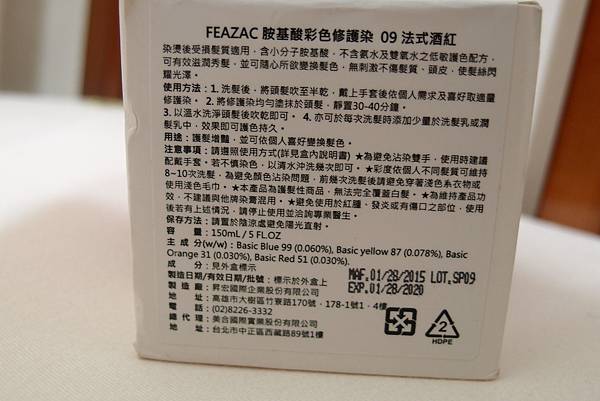 FEAZAC 胺基酸彩色修護染 09 法式酒紅
染燙後受損髮質適用，含小分子胺基酸，不含氨水及雙氧水之低敏護色配方，
可有效滋潤秀髮，並可隨心所欲變換髮色，無刺激不傷髮質、頭皮，使髮絲閃
耀光澤。
使用方法：1. 洗髮後，將頭髮吹至半乾，戴上手套後依個人需求及喜好取適量
修護染。 2. 將修護染均勻塗抹於頭髮，靜置30-40分鐘。
3. 以溫水洗淨頭髮後吹乾即可。 4. 亦可於每次洗髮時添加少量於洗髮乳或潤
髮乳中，效果即可護色持久。
用途：護髮增豔，並可依個人喜好變換髮色。
注意事項：請遵照使用方式(詳見盒內說明書) ★為避免沾染雙手，使用時建議
配戴手套。若不慎染色，以清水沖洗幾次即可。★彩度依個人不同髮質可維持
8~10次洗髮，為避免顏色沾染問題，前幾次洗髮後請避免穿著淺色系衣物或
使用淺色毛巾。★本產品為護髮性商品，無法完全覆蓋白髮。★為維持產品功
效，不建議與他牌染膏混用。★避免使用於紅腫、發炎或有傷口之部位，使用
後若有上述情況，請停止使用並洽詢專業醫生。
保存方法：請置於陰涼處避免陽光直射。
容　　量：150mL/ 5 FL.OZ
主 成 分(w/w)：Basic Blue 99 (0.060%), Basic yellow 87 (0.078%), Basic
Orange 31 (0.030%), Basic Red 51 (0.030%).
成　　分：見外盒標示
製造日期/有效日期/批號：標示於外盒上
製 造 廠：昇宏國際企業股份有限公司
地　　址：高雄市大樹區竹寮路170號，178-1號1，4樓
電　　話：(02)8226-3332
總 代 理：美合國際實業股份有限公司
地　　址：台北市中正區西藏路89號1樓
MAF.01/28/2015 LOT.SP09
EXP.01/28/2020
2
HDPE